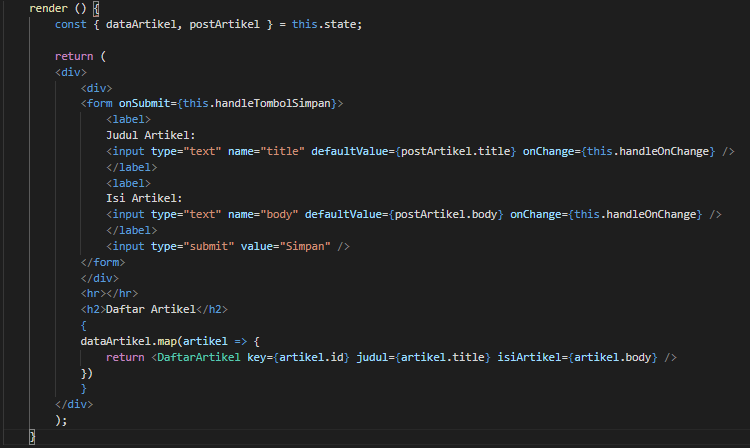 render () {
const { dataArtikel, postArtikel } = this.state;
return (
<div>
<div>
<form onSubmit={this.handleTombolSimpan}>
<label>
Judul Artikel:
<input type="text" name="title" defaultValue={postArtikel.title} onChange={this.handleOnChange} />
</label>
<label>
Isi Artikel:
<input type="text" name="body" defaultValue={postArtikel.body} onChange={this.handleOnChange} />
</label>
<input type="submit" value="Simpan" />
</form>
</div>
<hr></hr>
<h2>Daftar Artikel</h2>
{
dataArtikel.map(artikel => {
return <DaftarArtikel key={artikel.id} judul={artikel.title} isiArtikel={artikel.body} />
})
}
</div>
);
}